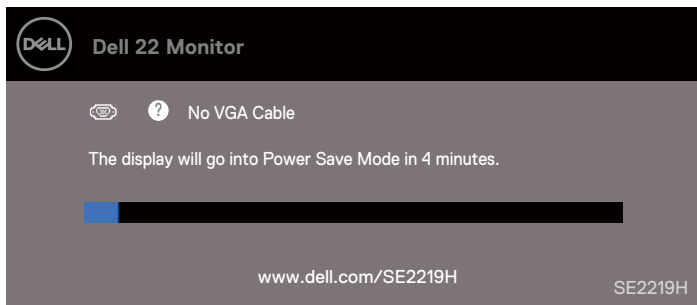 DELL
Dell 22 Monitor
? No VGA Cable
The display will go into Power Save Mode in 4 minutes.
www.dell.com/SE2219H
SE2219H